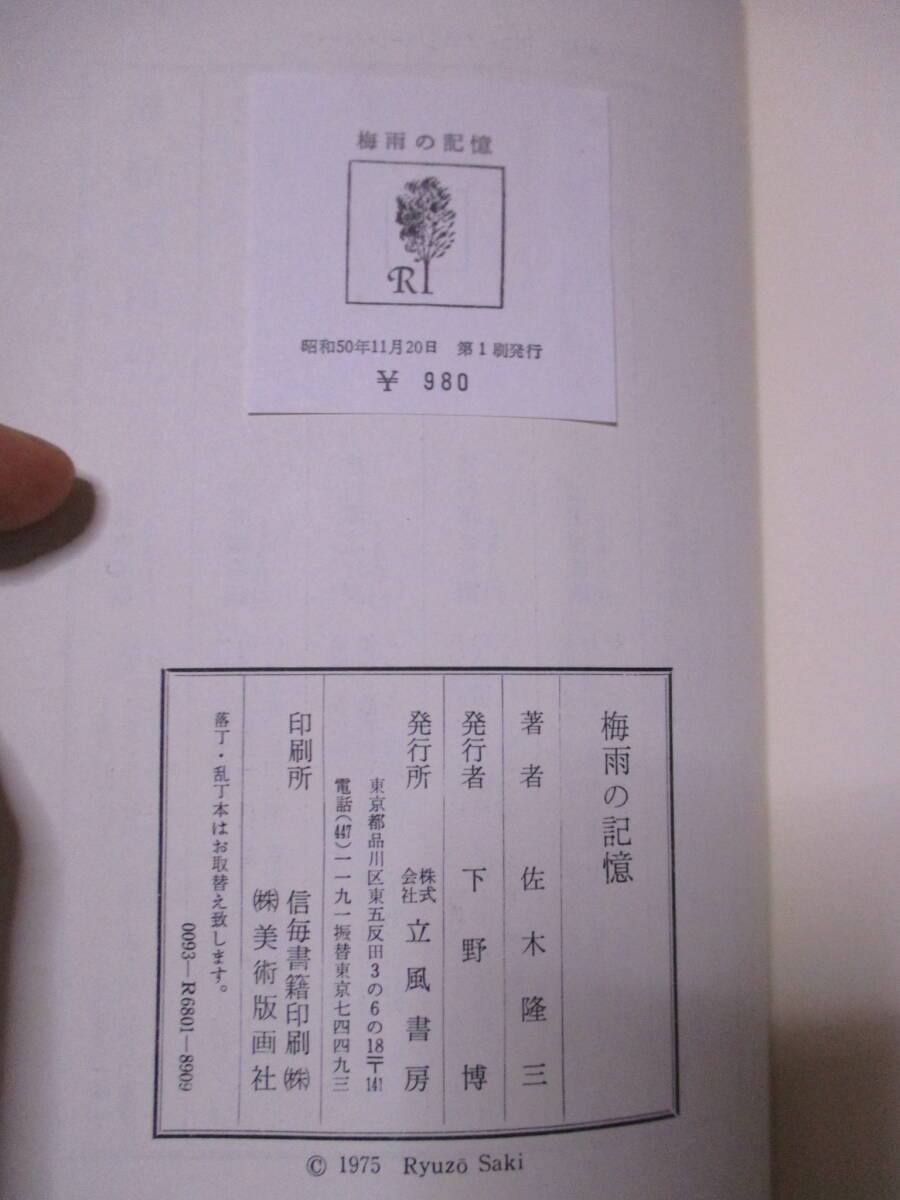 梅雨の記憶
R
昭和50年11月20日 第1刷発行
¥ 980
梅雨の記憶
著者 佐木隆三
発行者 下野博
発行所 株式会社 立風書房
東京都品川区東五反田3の6の18〒141
電話(447)一一九一振替東京七四四九三
印刷所 信毎書籍印刷㈱
㈱美術版画社
落丁・乱丁本はお取替え致します。
0093—R6801—8909
© 1975 Ryuzō Saki